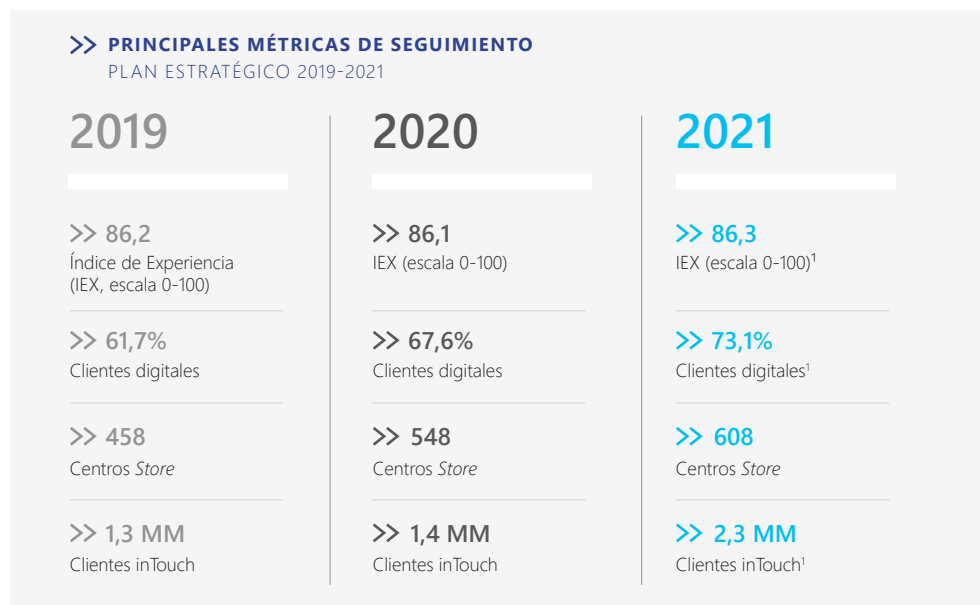 >> PRINCIPALES MÉTRICAS DE SEGUIMIENTO
PLAN ESTRATÉGICO 2019-2021
2019
>> 86,2
Índice de Experiencia
(IEX, escala 0-100)
>> 61,7%
Clientes digitales
>> 458
Centros Store
>> 1,3 MM
Clientes inTouch
2020
>> 86,1
IEX (escala 0-100)
>> 67,6%
Clientes digitales
>> 548
Centros Store
>> 1,4 MM
Clientes inTouch
2021
>> 86,3
IEX (escala 0-100)¹
>> 73,1%
Clientes digitales¹
>> 608
Centros Store
>> 2,3 MM
Clientes inTouch¹